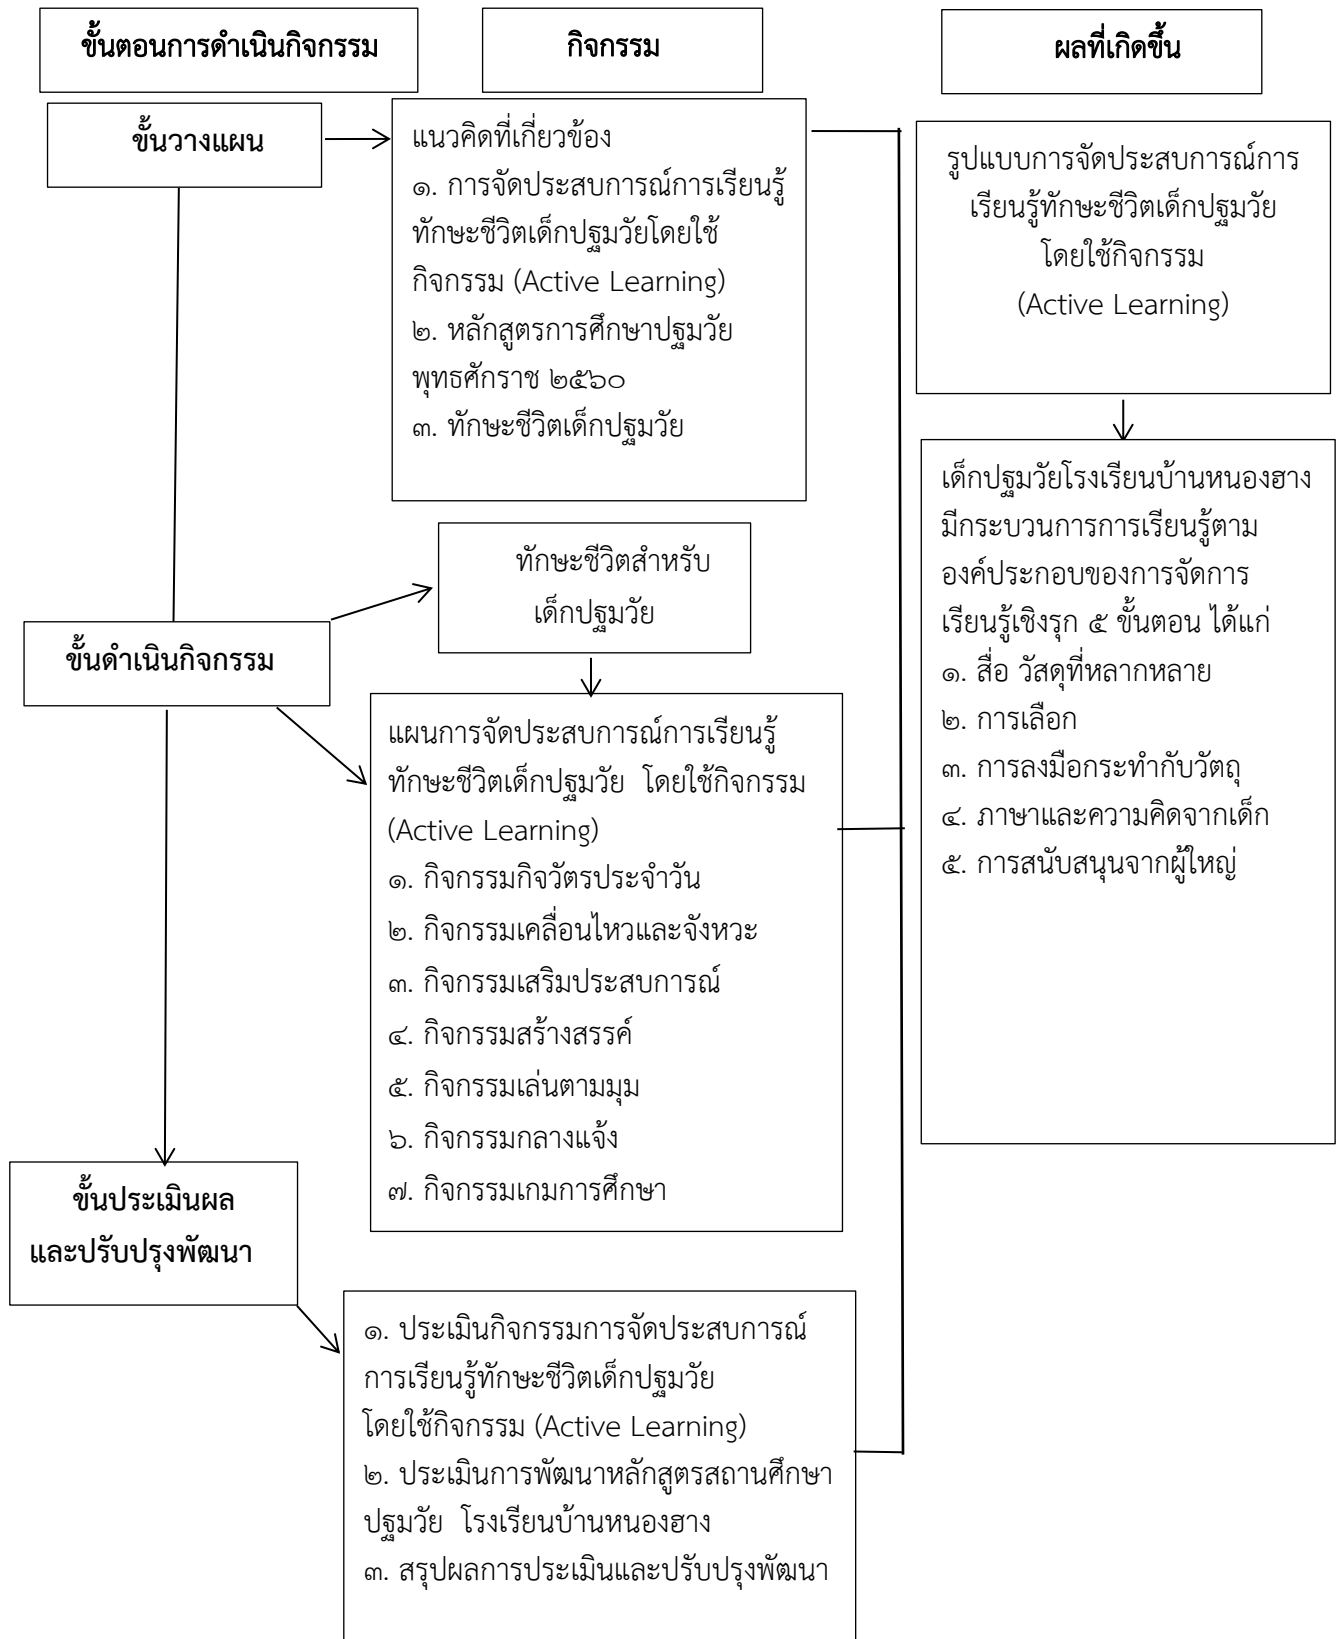 ขั้นตอนการดำเนินกิจกรรม
กิจกรรม
ผลที่เกิดขึ้น
ขั้นวางแผน
แนวคิดที่เกี่ยวข้อง
๑. การจัดประสบการณ์การเรียนรู้
ทักษะชีวิตเด็กปฐมวัยโดยใช้
กิจกรรม (Active Learning)
๒. หลักสูตรการศึกษาปฐมวัย
พุทธศักราช ๒๕๖๐
๓. ทักษะชีวิตเด็กปฐมวัย
รูปแบบการจัดประสบการณ์การ
เรียนรู้ทักษะชีวิตเด็กปฐมวัย
โดยใช้กิจกรรม
(Active Learning)
ขั้นดำเนินกิจกรรม
ทักษะชีวิตสำหรับ
เด็กปฐมวัย
แผนการจัดประสบการณ์การเรียนรู้
ทักษะชีวิตเด็กปฐมวัย โดยใช้กิจกรรม
(Active Learning)
๑. กิจกรรมกิจวัตรประจำวัน
๒. กิจกรรมเคลื่อนไหวและจังหวะ
๓. กิจกรรมเสริมประสบการณ์
๔. กิจกรรมสร้างสรรค์
๕. กิจกรรมเล่นตามมุม
๖. กิจกรรมกลางแจ้ง
๗. กิจกรรมเกมการศึกษา
เด็กปฐมวัยโรงเรียนบ้านหนองฮาง
มีกระบวนการการเรียนรู้ตาม
องค์ประกอบของการจัดการ
เรียนรู้เชิงรุก ๕ ขั้นตอน ได้แก่
๑. สื่อ วัสดุที่หลากหลาย
๒. การเลือก
๓. การลงมือกระทำกับวัตถุ
๔. ภาษาและความคิดจากเด็ก
๕. การสนับสนุนจากผู้ใหญ่
ขั้นประเมินผล
และปรับปรุงพัฒนา
๑. ประเมินกิจกรรมการจัดประสบการณ์
การเรียนรู้ทักษะชีวิตเด็กปฐมวัย
โดยใช้กิจกรรม (Active Learning)
๒. ประเมินการพัฒนาหลักสูตรสถานศึกษา
ปฐมวัย โรงเรียนบ้านหนองฮาง
๓. สรุปผลการประเมินและปรับปรุงพัฒนา